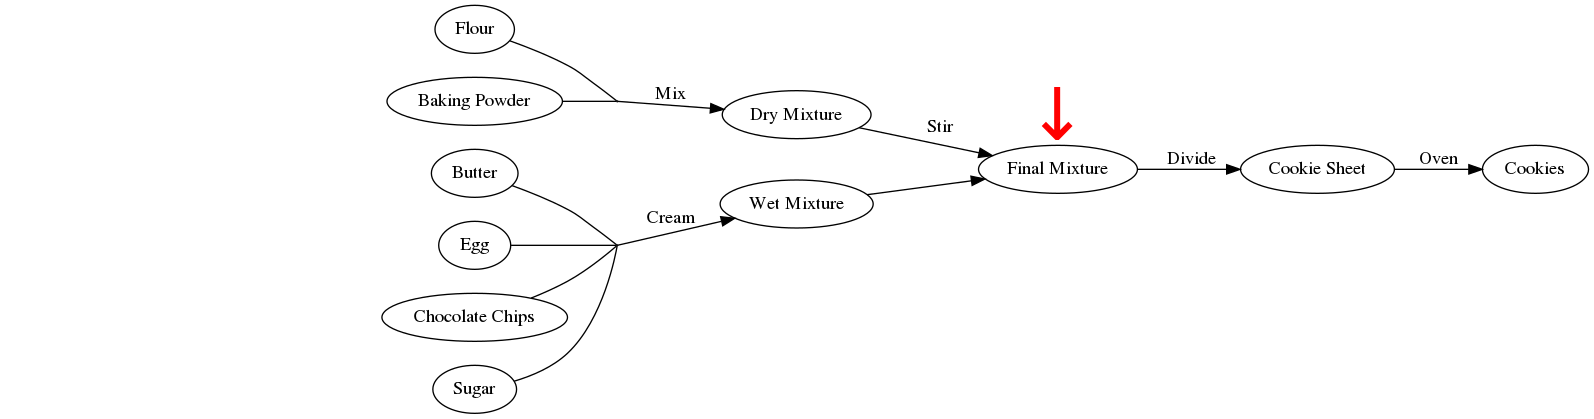 Flour
Baking Powder
Mix
Dry Mixture
Stir
Butter
Egg
Chocolate Chips
Sugar
Cream
Wet Mixture
Final Mixture
Divide
Cookie Sheet
Oven
Cookies